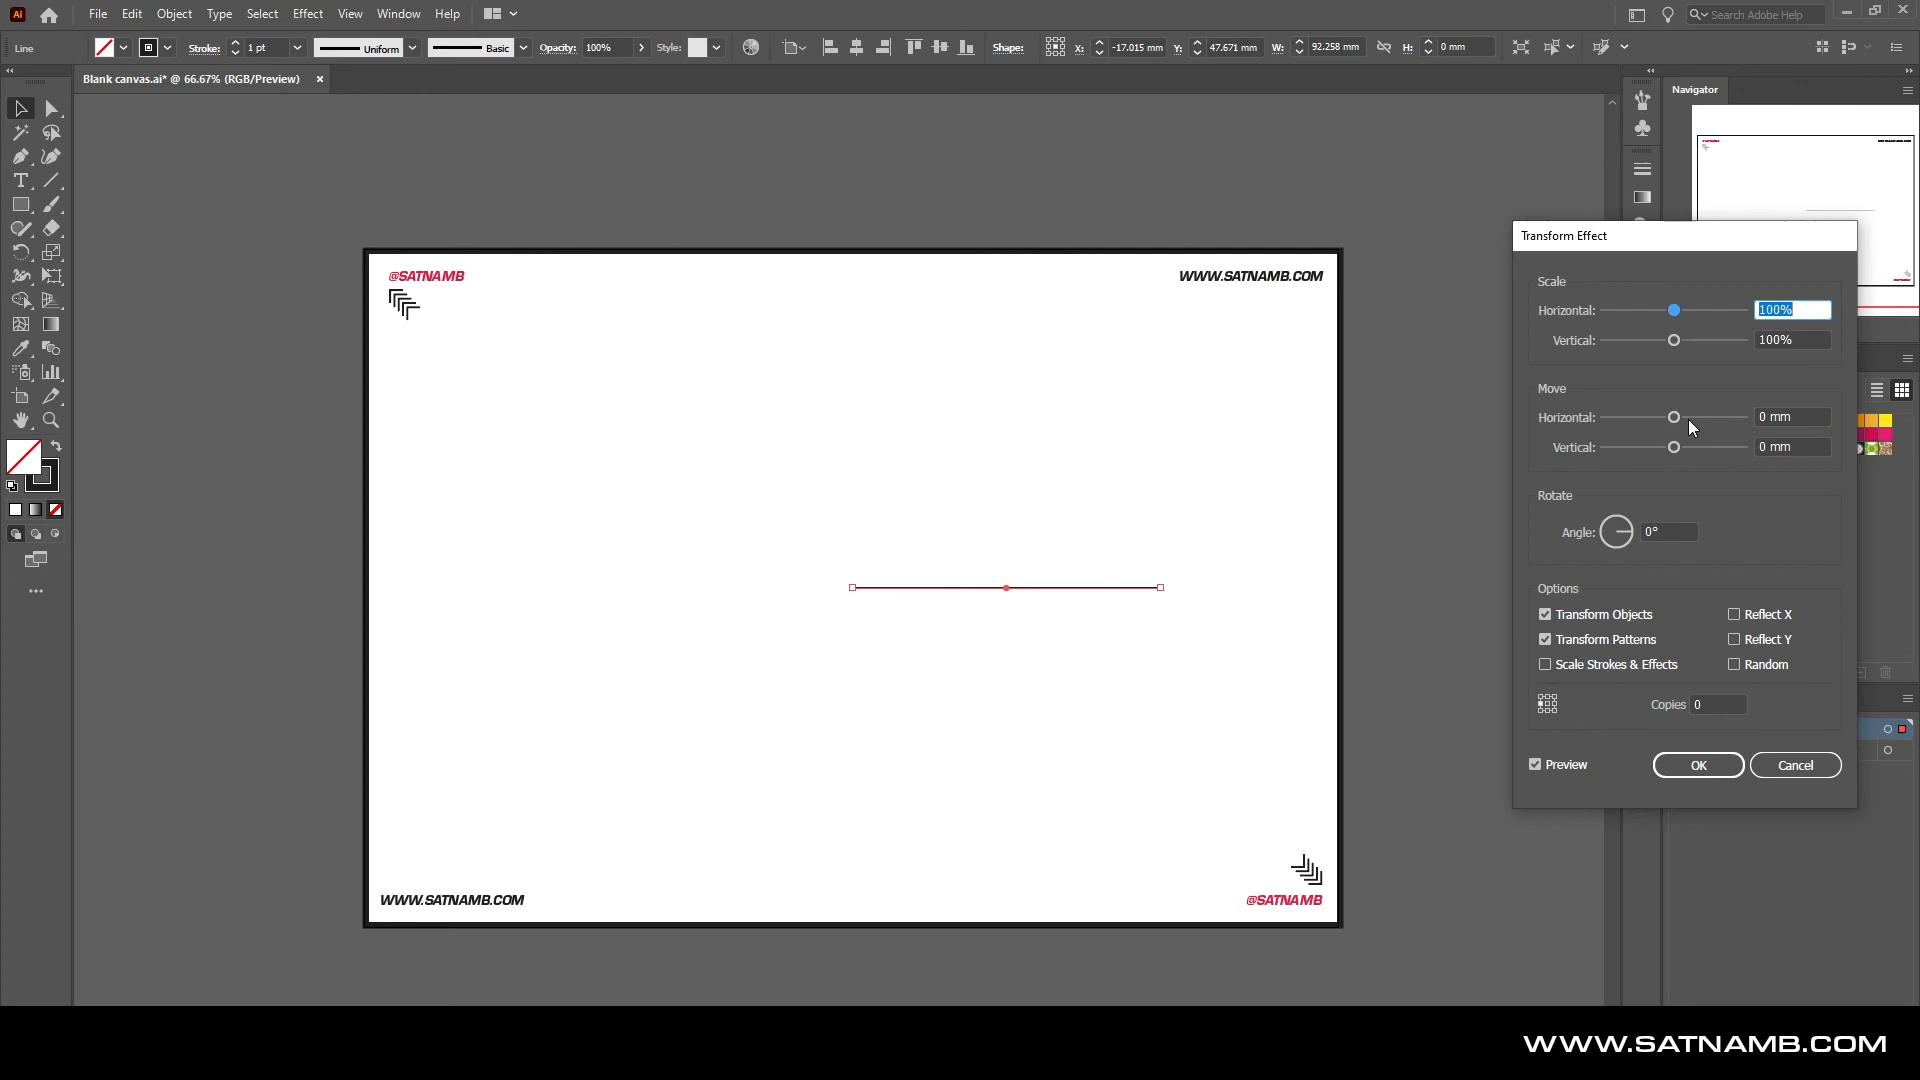 Ai File Edit Object Type Select Effect View Window Help Search Adobe Help
Line Stroke: 1 pt Uniform Basic Opacity: 100% Style: Shape: X: -17.015 mm Y: 47.671 mm W: 92.258 mm H: 0 mm
Blank canvas.ai* @ 66.67% (RGB/Preview) ×
Navigator
@SATNAMB
WWW.SATNAMB.COM
Transform Effect
Scale
Horizontal: 100%
Vertical: 100%
Move
Horizontal: 0 mm
Vertical: 0 mm
Rotate
Angle: 0°
Options
Transform Objects Reflect X
Transform Patterns Reflect Y
Scale Strokes & Effects Random
Copies 0
Preview OK Cancel
WWW.SATNAMB.COM
@SATNAMB
WWW.SATNAMB.COM